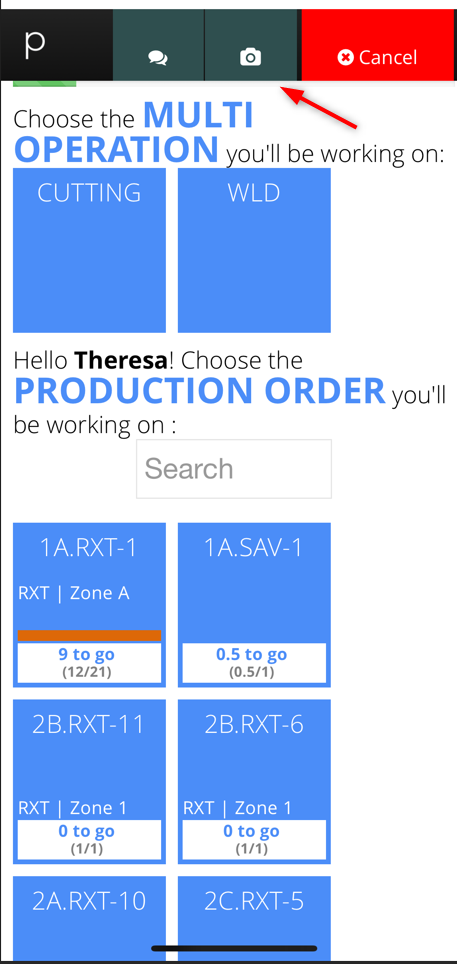 p
Cancel
Choose the MULTI
OPERATION you'll be working on:
CUTTING
WLD
Hello Theresa! Choose the
PRODUCTION ORDER you'll
be working on :
Search
1A.RXT-1
RXT | Zone A
9 to go
(12/21)
1A.SAV-1
0.5 to go
(0.5/1)
2B.RXT-11
RXT | Zone 1
0 to go
(1/1)
2B.RXT-6
RXT | Zone 1
0 to go
(1/1)
2A.RXT-10
2C.RXT-5